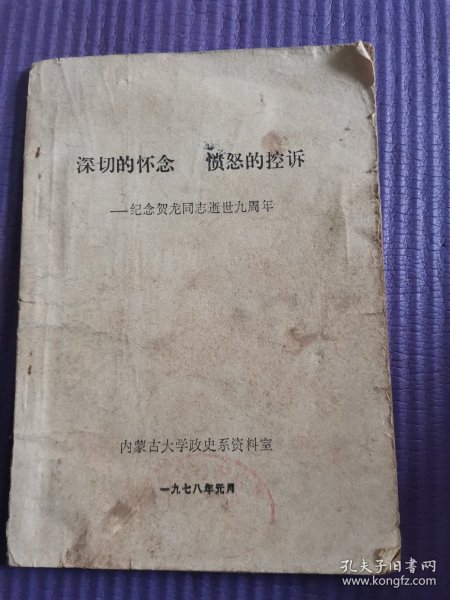 深切的怀念 愤怒的控诉
—纪念贺龙同志逝世九周年
内蒙古大学政史系资料室
一九七八年元月
孔夫子旧书网
www.kongfz.com